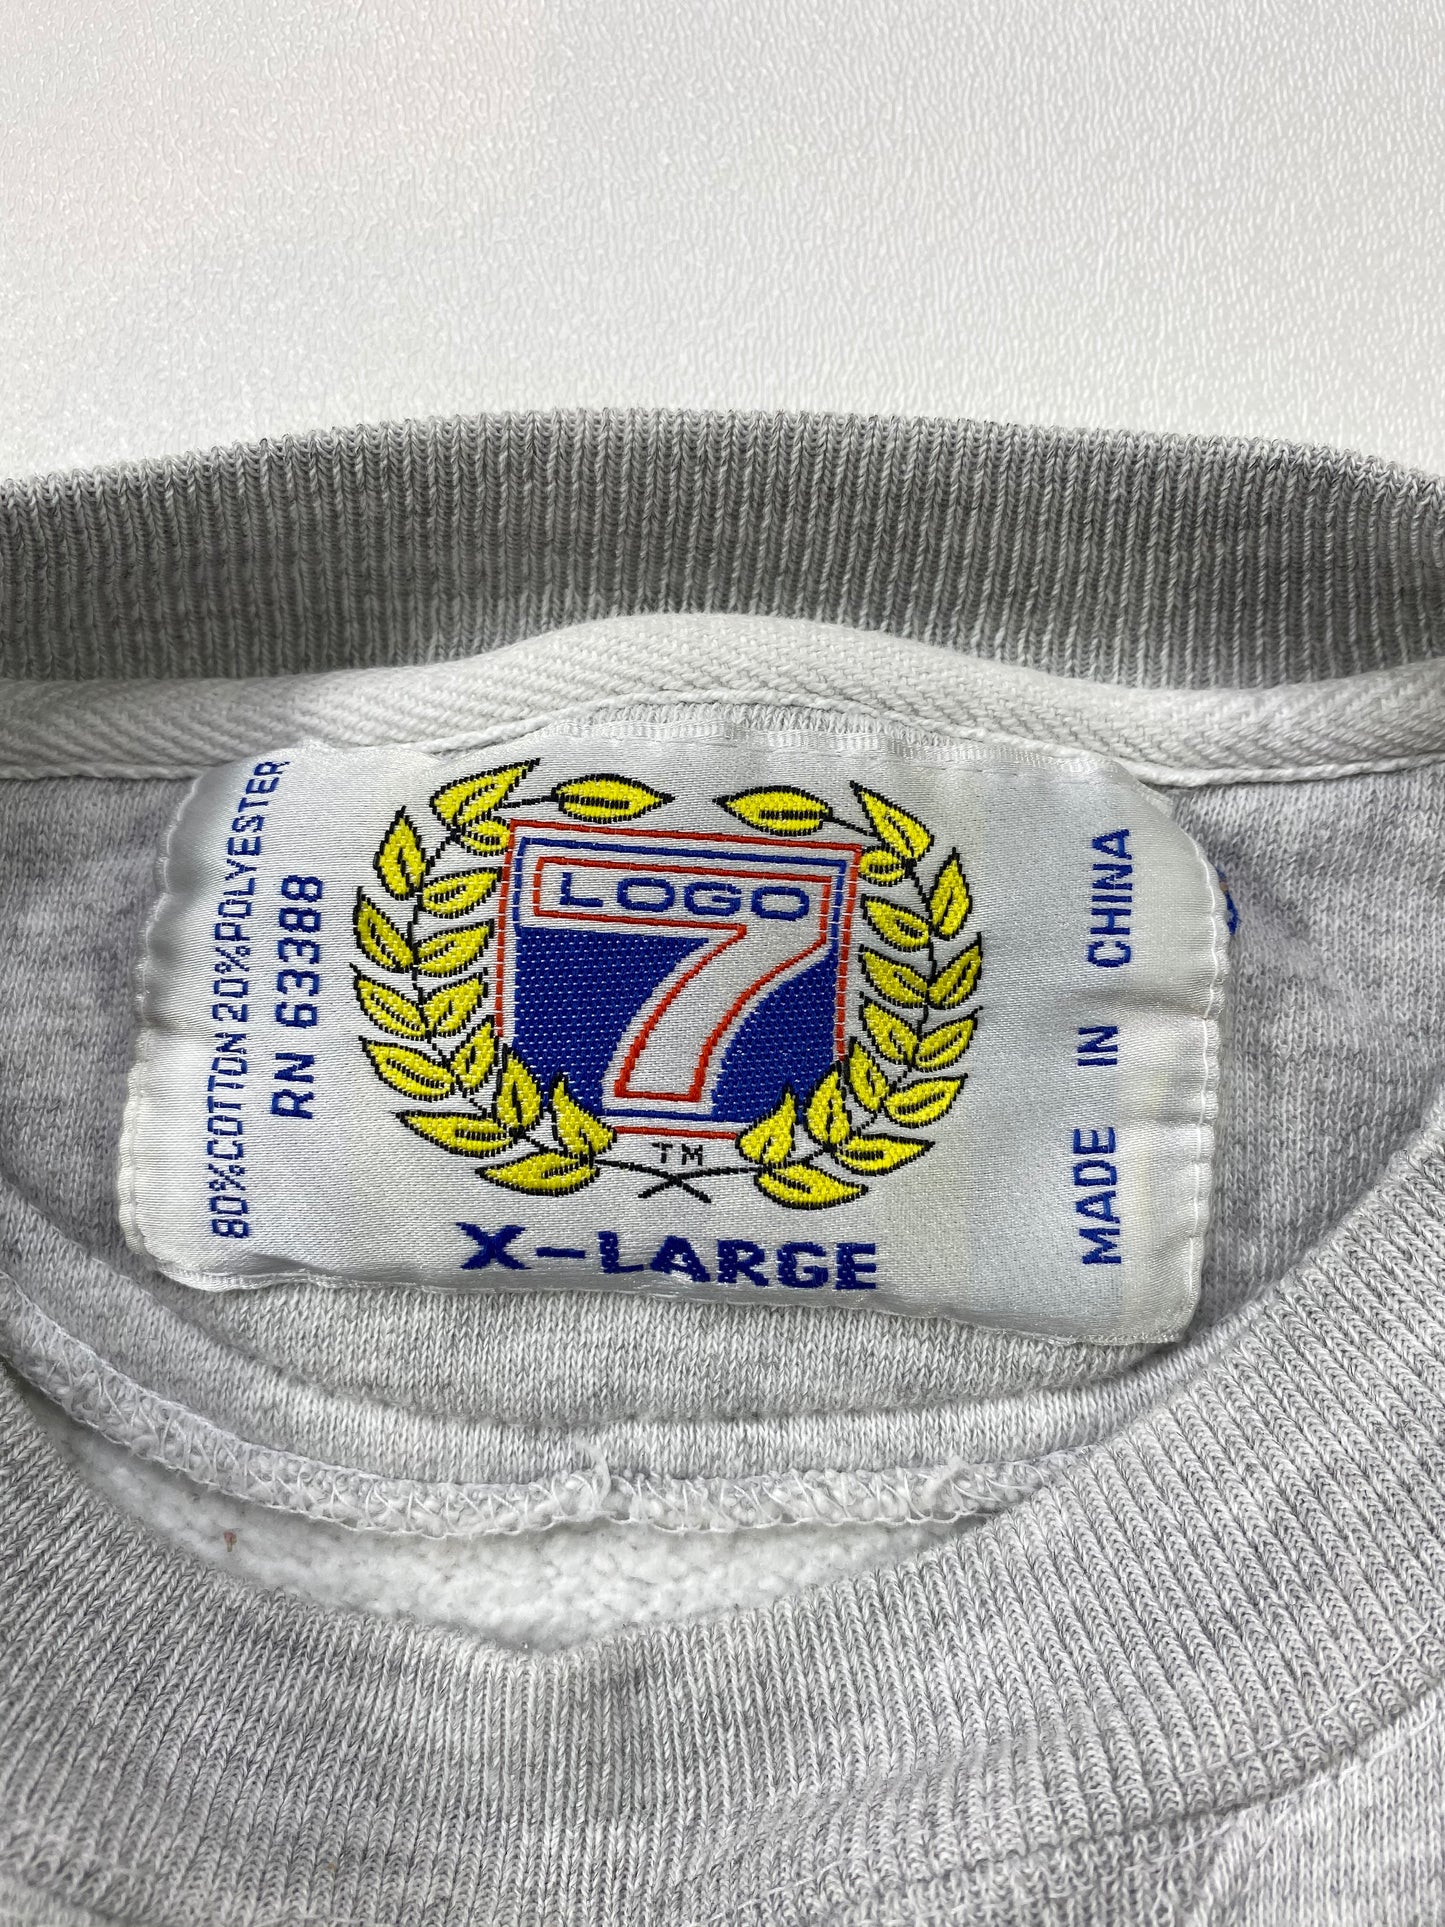 80%COTTON 20%POLYESTER
RN 63388
LOGO
7
TM
X-LARGE
MADE IN CHINA